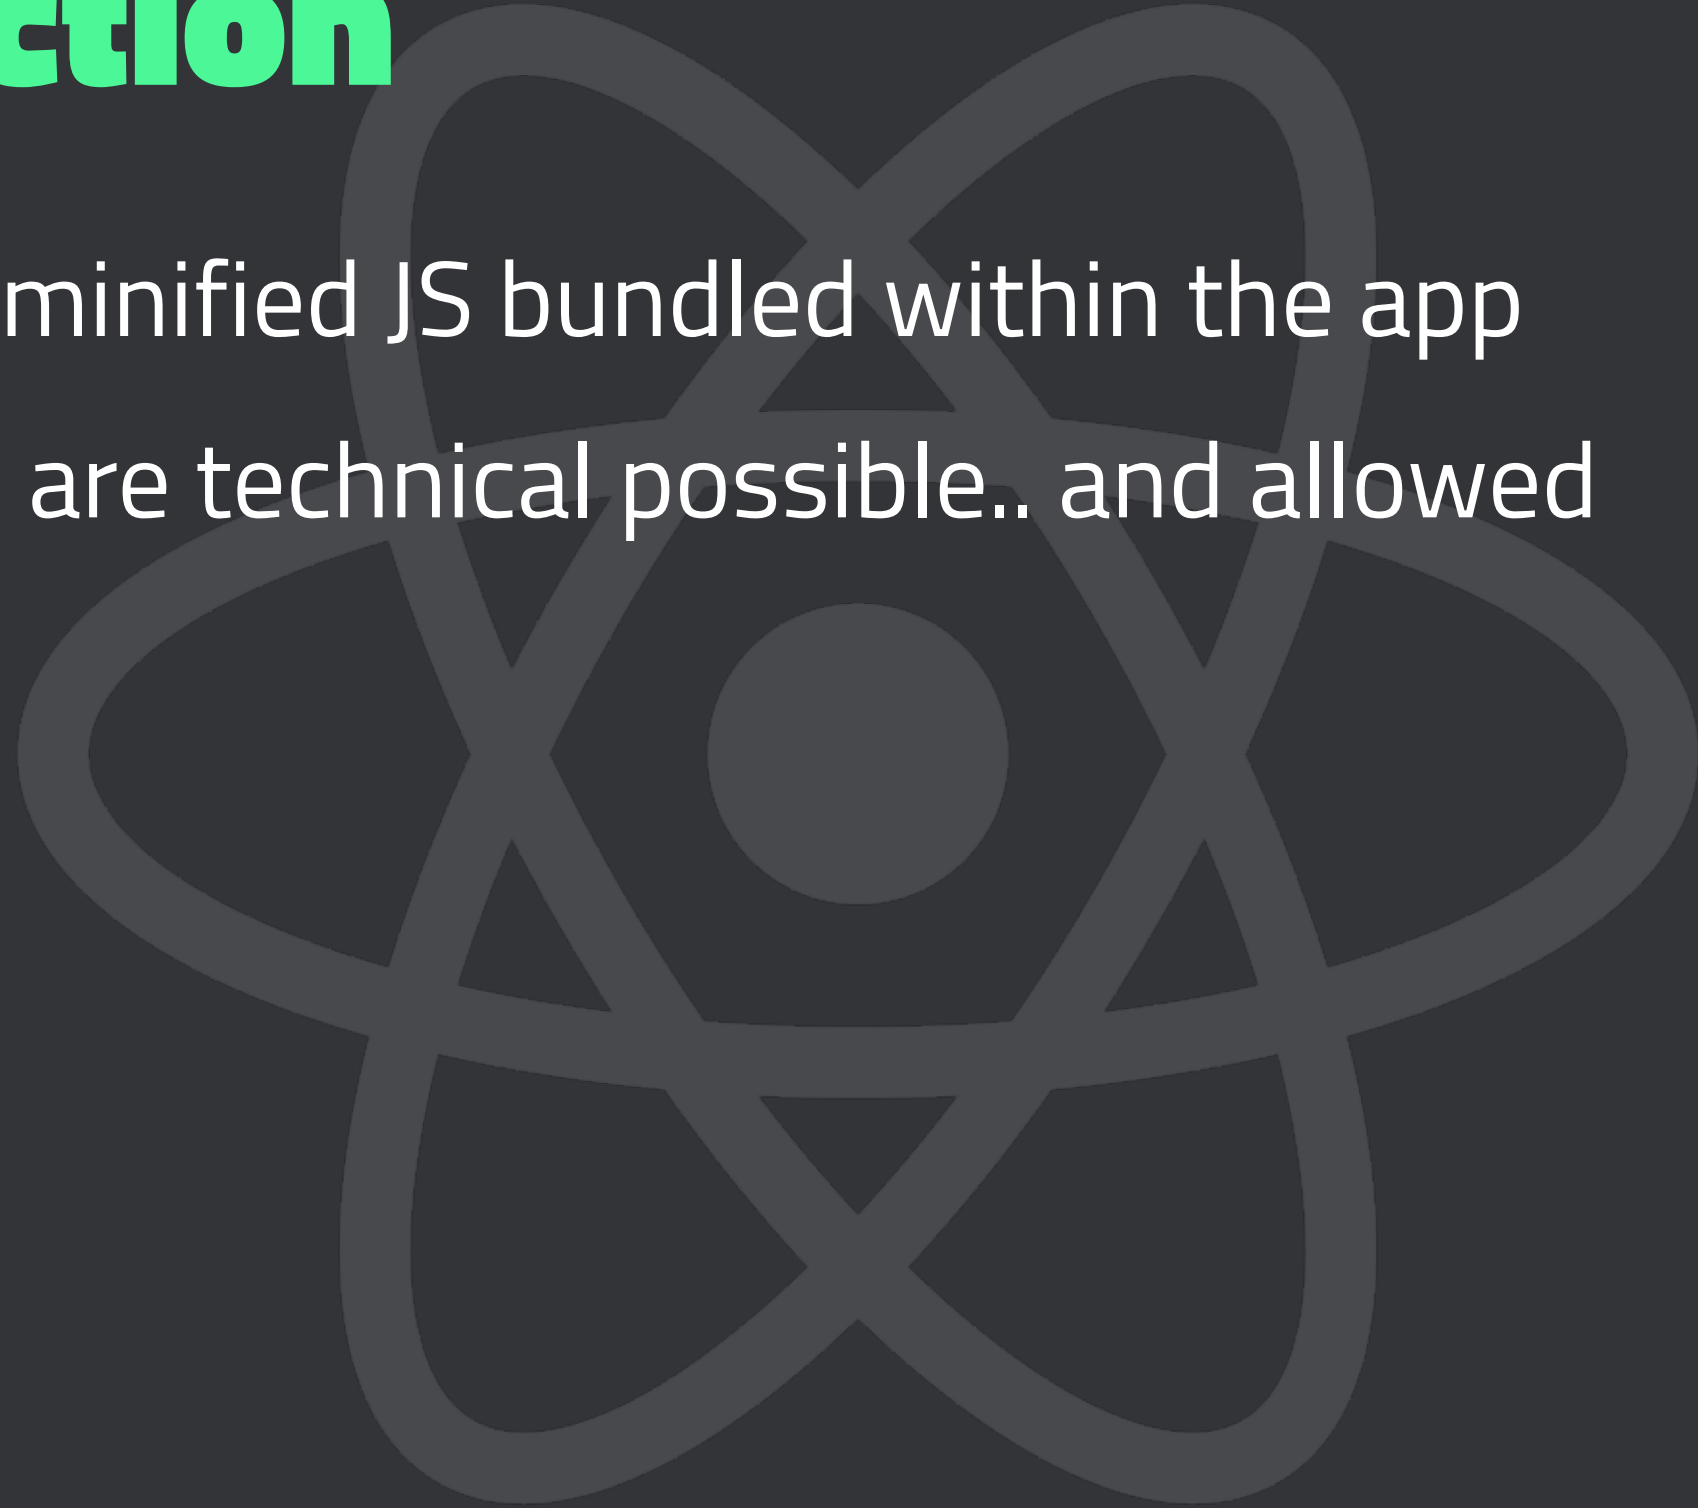 ction
minified JS bundled within the app
are technical possible.. and allowed